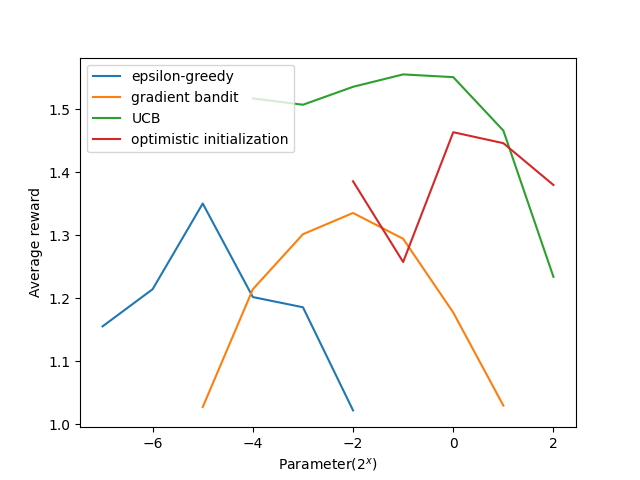 epsilon-greedy
gradient bandit
UCB
optimistic initialization
Average reward
1.5
1.4
1.3
1.2
1.1
1.0
−6 −4 −2 0 2
Parameter(2^x)